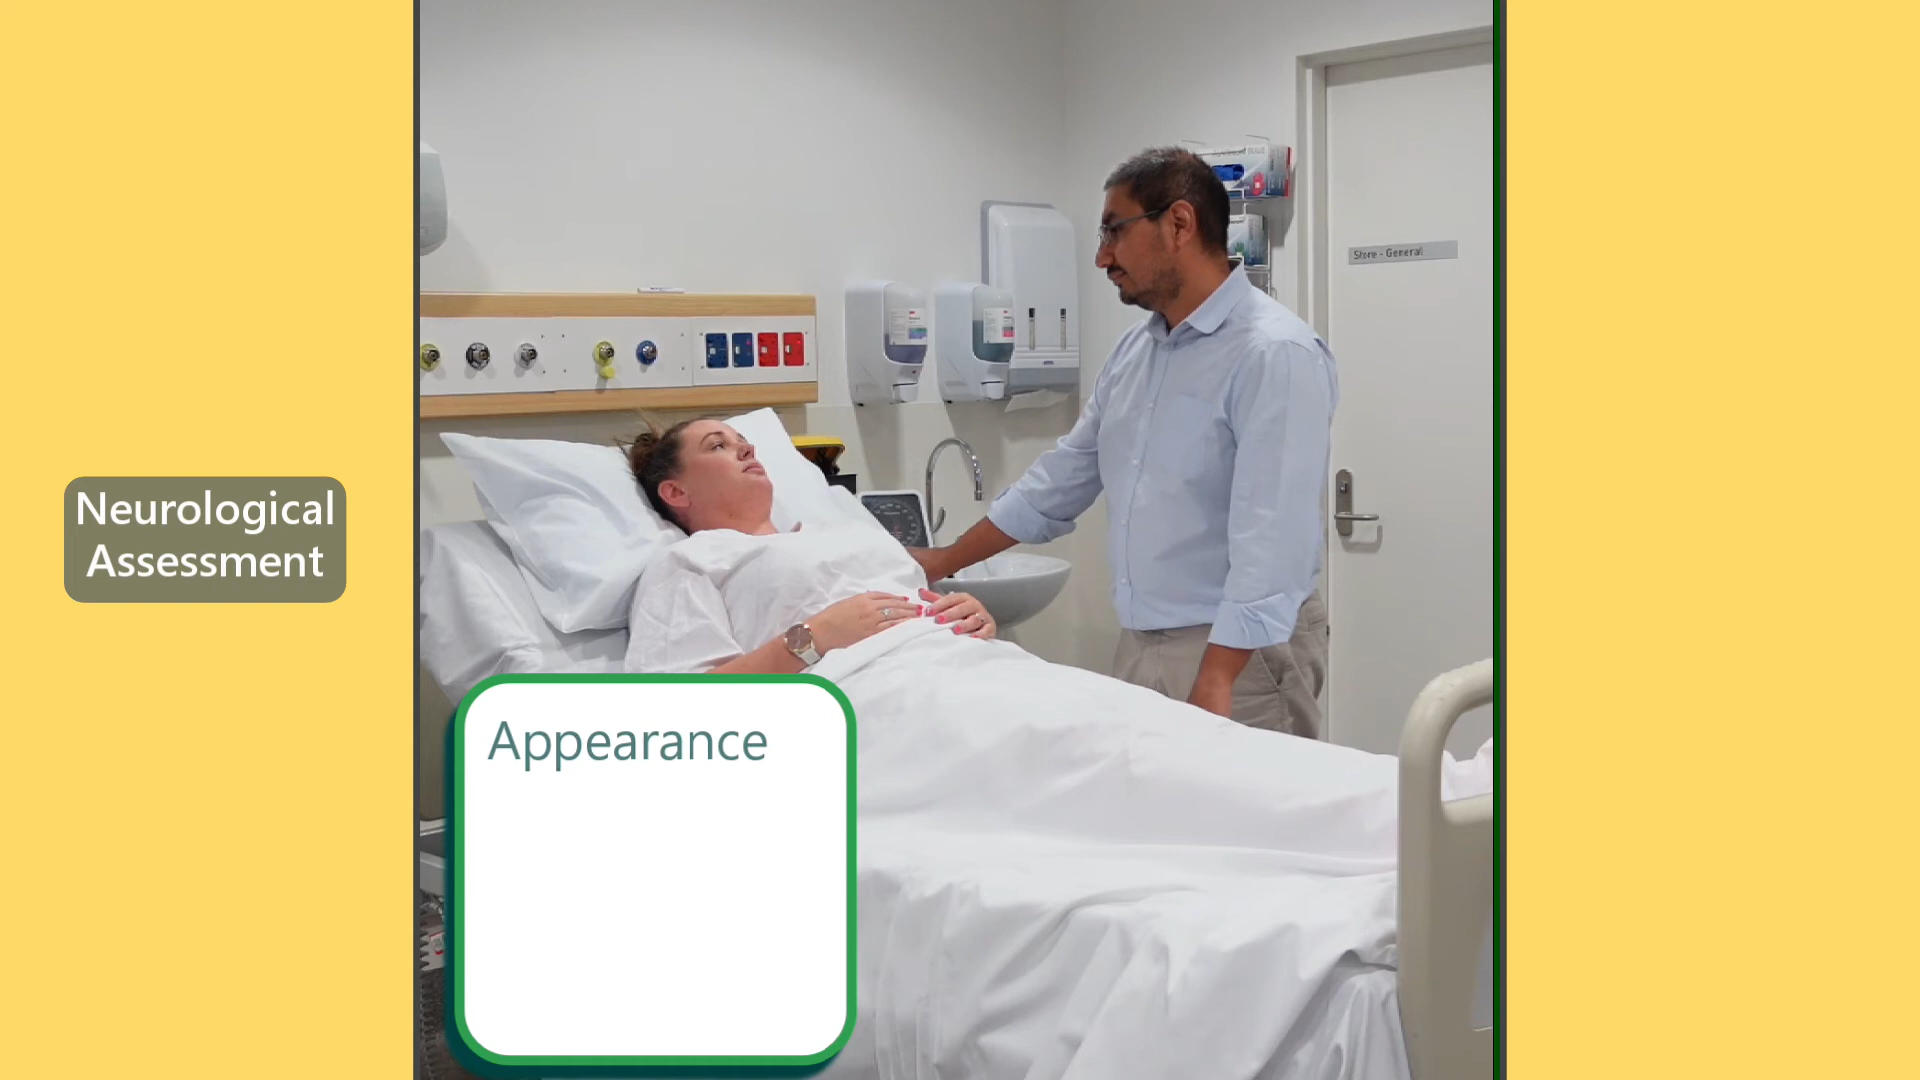 Neurological
Assessment
Store - General
Appearance